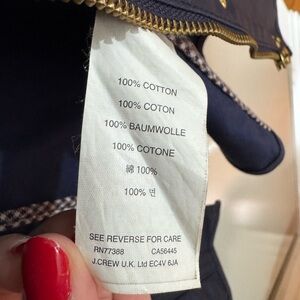 100% COTTON
100% COTON
100% BAUMWOLLE
100% COTONE
綿 100%
100% 면
SEE REVERSE FOR CARE
RN77388 CA56445
J.CREW U.K. Ltd EC4V 6JA